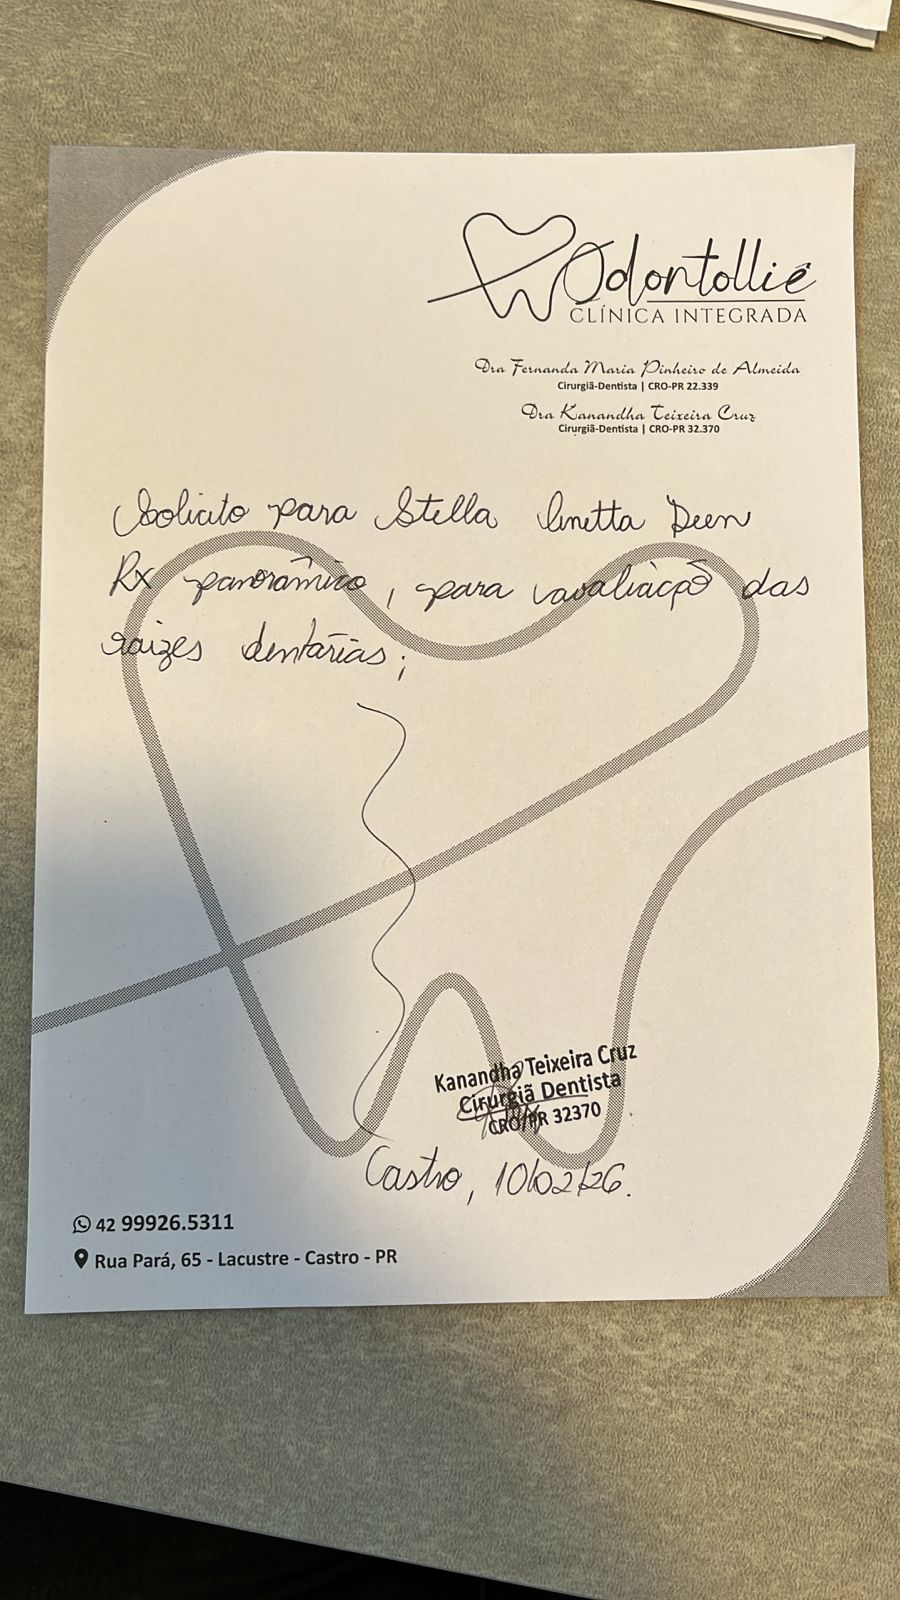 Odontolliê
CLÍNICA INTEGRADA
Dra Fernanda Maria Pinheiro de Almeida
Cirurgiã-Dentista | CRO-PR 22.339
Dra Kanandha Teixeira Cruz
Cirurgiã-Dentista | CRO-PR 32.370
Solicito para Stella
Rx panorâmico, para avaliação das
raizes dentárias;
Kanandha Teixeira Cruz
Cirurgiã Dentista
CRO/PR 32370
Castro, 10/02/26.
42 99926.5311
Rua Pará, 65 - Lacustre - Castro - PR